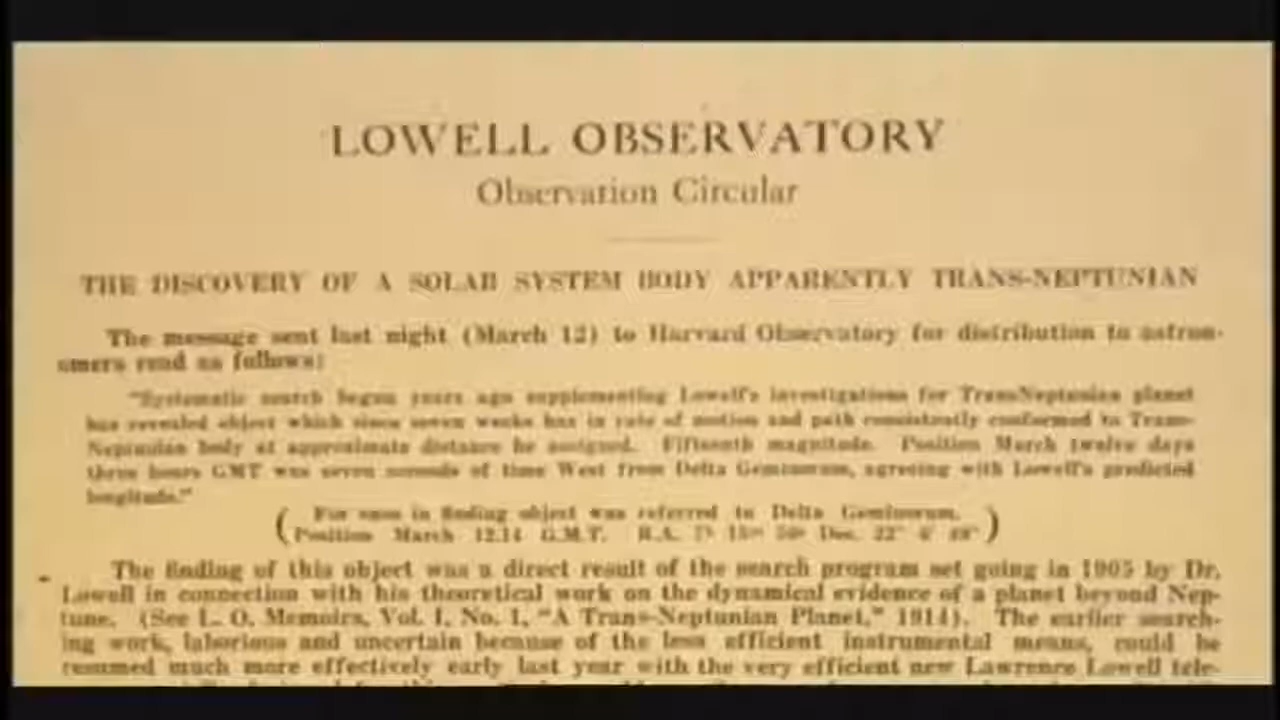 LOWELL OBSERVATORY
Observation Circular
THE DISCOVERY OF A SOLAR SYSTEM BODY APPARENTLY TRANS-NEPTUNIAN
The message sent last night (March 12) to Harvard Observatory for distribution to astron-
omers read as follows:
"Systematic search begun years ago supplementing Lowell's investigations for TransNeptunian planet
has revealed object which since seven weeks has in rate of motion and path consistently conformed to Trans-
Neptunian body at approximate distance he assigned. Fifteenth magnitude. Position March twelve days
three hours GMT was seven seconds of time West from Delta Geminorum, agreeing with Lowell's predicted
longitude."
(For ease in finding object was referred to Delta Geminorum.
Position March 12.14 G.M.T. R.A. 7h 15m 50s Dec. 22°)
The finding of this object was a direct result of the search program set going in 1905 by Dr.
Lowell in connection with his theoretical work on the dynamical evidence of a planet beyond Nep-
tune. (See L. O. Memoirs, Vol. I, No. 1, "A Trans-Neptunian Planet," 1914). The earlier search-
ing work, laborious and uncertain because of the less efficient instrumental means, could be
resumed much more effectively early last year with the very efficient new Lawrence Lowell tele-